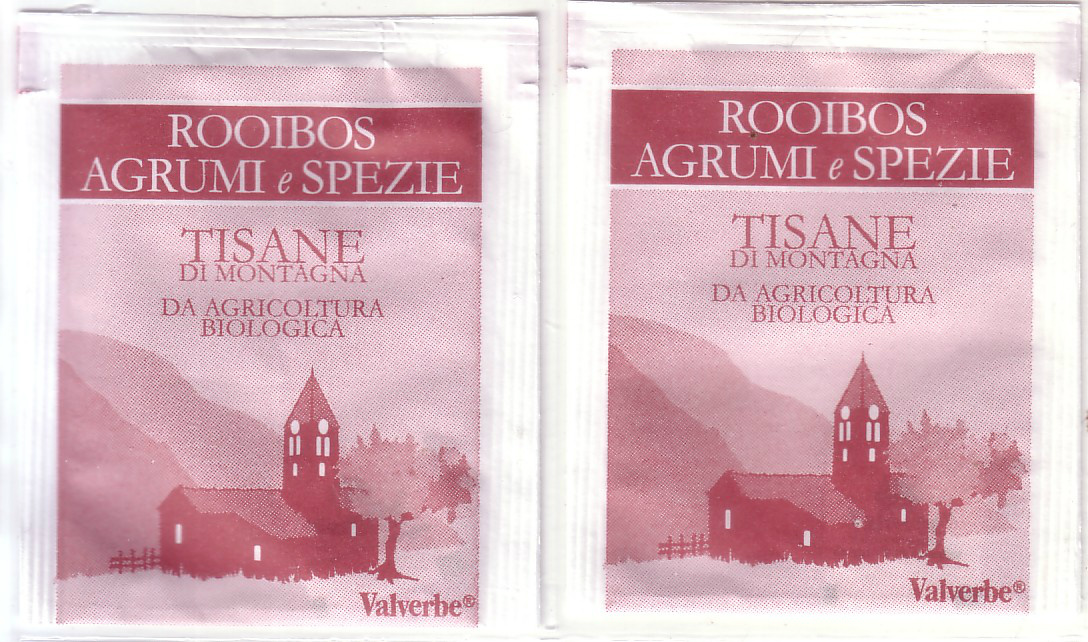 ROOIBOS
AGRUMI e SPEZIE
TISANE
DI MONTAGNA
DA AGRICOLTURA
BIOLOGICA
Valverbe®
ROOIBOS
AGRUMI e SPEZIE
TISANE
DI MONTAGNA
DA AGRICOLTURA
BIOLOGICA
Valverbe®